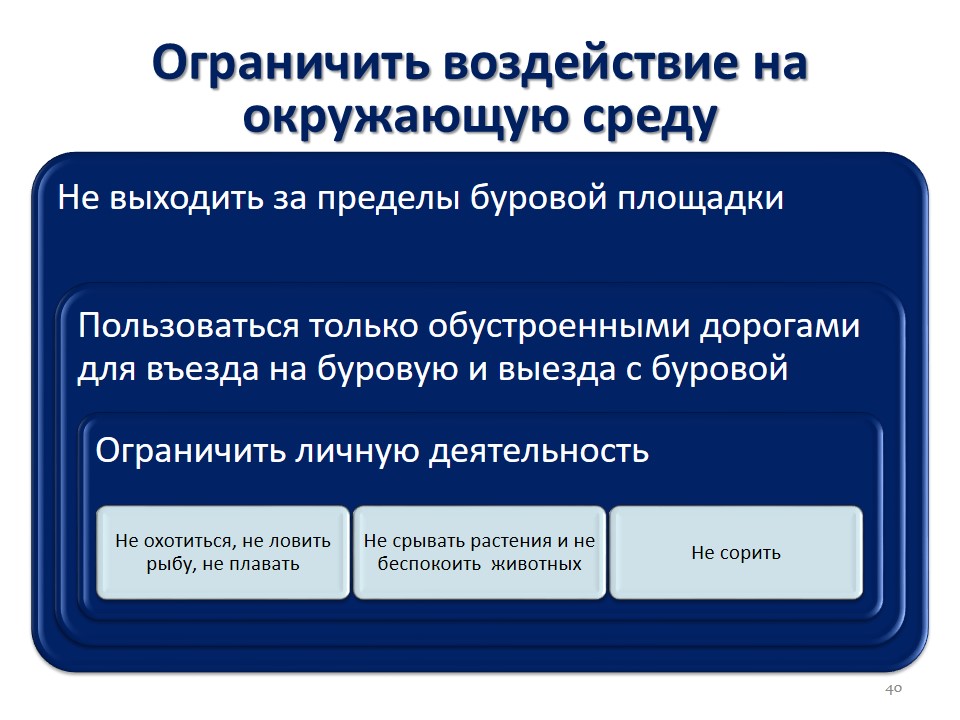 Ограничить воздействие на
окружающую среду
Не выходить за пределы буровой площадки
Пользоваться только обустроенными дорогами
для въезда на буровую и выезда с буровой
Ограничить личную деятельность
Не охотиться, не ловить
рыбу, не плавать
Не срывать растения и не
беспокоить животных
Не сорить
40